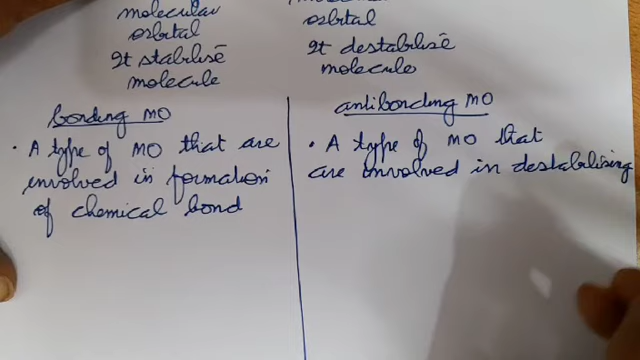 molecular
orbital
It stabilise
molecule
orbital
It destabilise
molecule
bonding MO
• A type of MO that are
involved in formation
of chemical bond
antibonding MO
• A type of MO that
are involved in destabilising